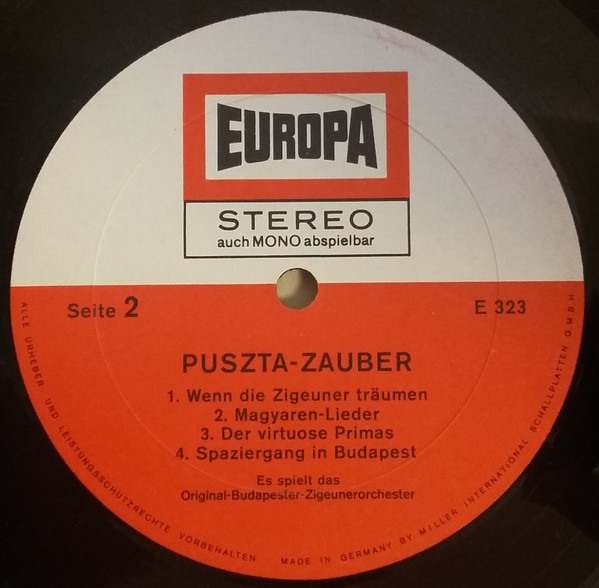 EUROPA
STEREO
auch MONO abspielbar
Seite 2
E 323
PUSZTA-ZAUBER
1. Wenn die Zigeuner träumen
2. Magyaren-Lieder
3. Der virtuose Primas
4. Spaziergang in Budapest
Es spielt das
Original-Budapester-Zigeunerorchester
ALLE URHEBER- UND LEISTUNGSSCHUTZRECHTE VORBEHALTEN
MADE IN GERMANY BY MILLER INTERNATIONAL SCHALLPLATTEN G.M.B.H